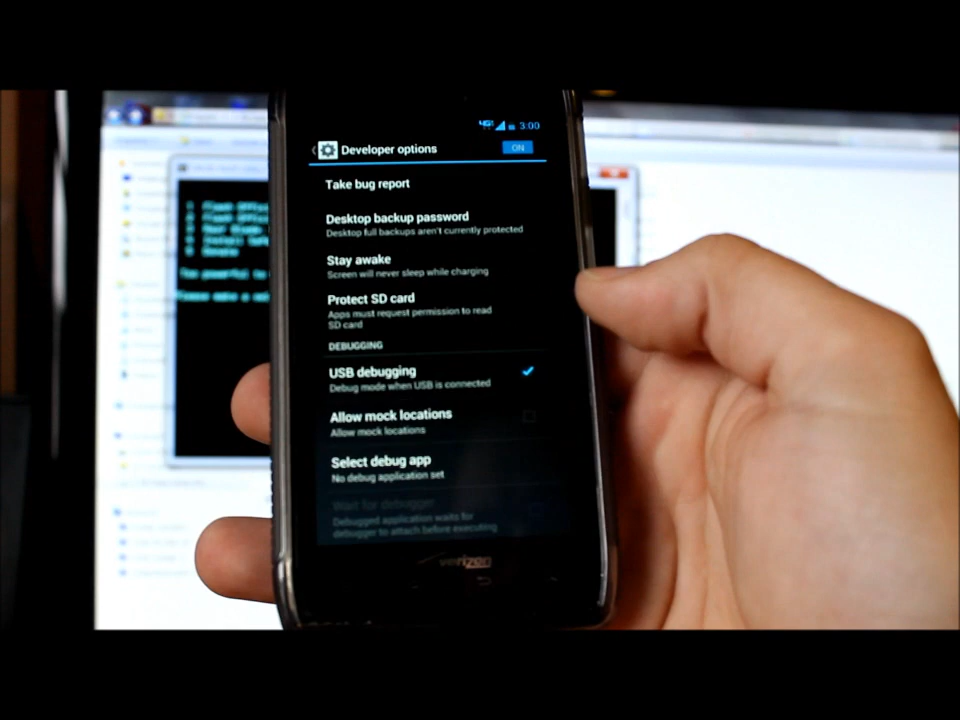 4G 3:00
Developer options ON
Take bug report
Desktop backup password
Desktop full backups aren't currently protected
Stay awake
Screen will never sleep while charging
Protect SD card
Apps must request permission to read
SD card
DEBUGGING
USB debugging
Debug mode when USB is connected
Allow mock locations
Allow mock locations
Select debug app
No debug application set
Wait for debugger
Debugged application waits for
debugger to attach before executing
verizon